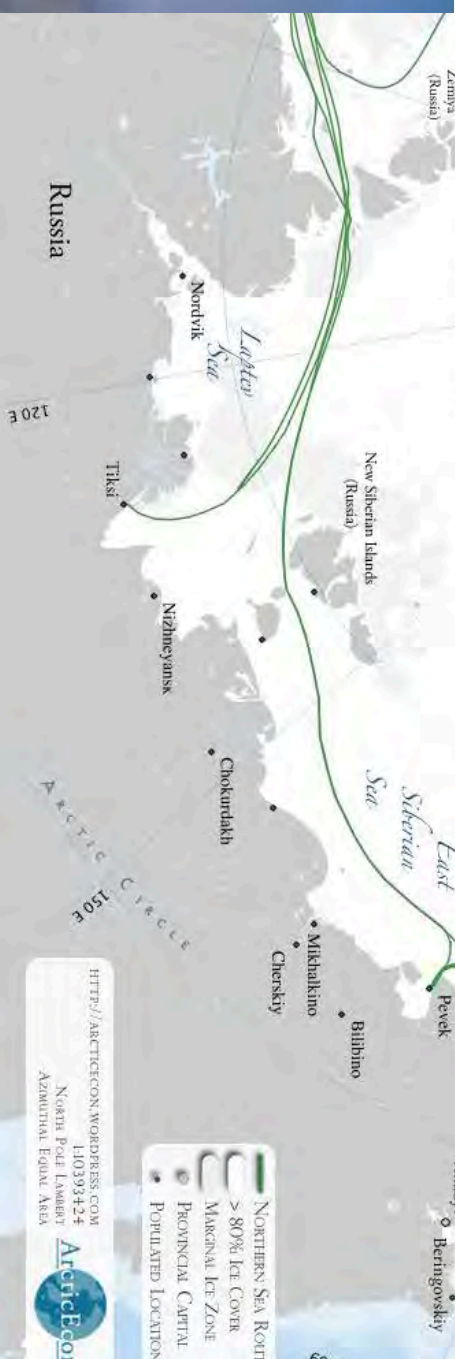 Zemlya
(Russia)
Russia
Nordvik
Laptev
Sea
120 E
Tiksi
New Siberian Islands
(Russia)
Nizhneyansk
Chokurdakh
East
Siberian
Sea
ARCTIC CIRCLE
150 E
Mikhalkino
Cherskiy
Bilibino
Pevek
Beringovskiy
HTTP://ARCTICECON.WORDPRESS.COM
1:10393424
NORTH POLE LAMBERT
AZIMUTHAL EQUAL AREA
NORTHERN SEA ROUT
> 80% ICE COVER
MARGINAL ICE ZONE
PROVINCIAL CAPITAL
POPULATED LOCATION